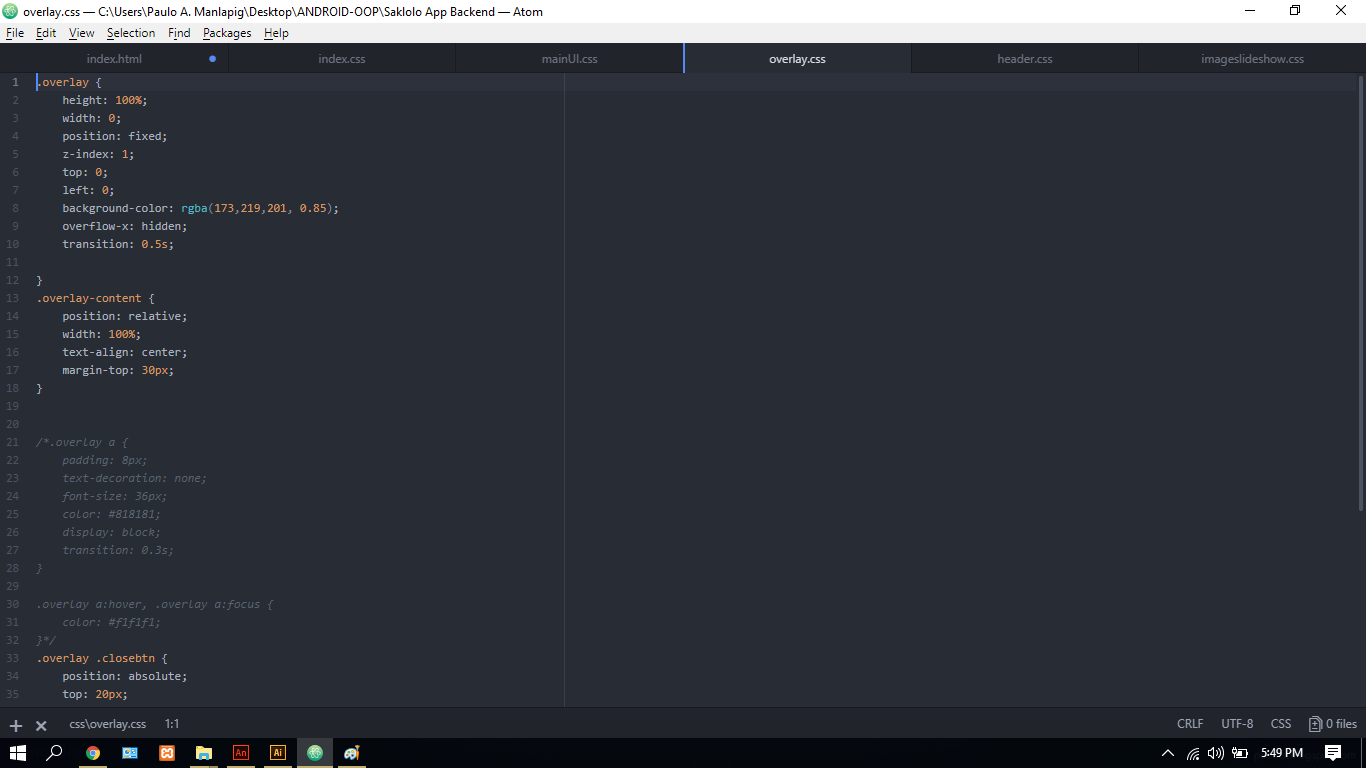 overlay.css — C:\Users\Paulo A. Manlapig\Desktop\ANDROID-OOP\Saklolo App Backend — Atom
File Edit View Selection Find Packages Help
index.html index.css mainUI.css overlay.css header.css imageslideshow.css
1 .overlay {
2 height: 100%;
3 width: 0;
4 position: fixed;
5 z-index: 1;
6 top: 0;
7 left: 0;
8 background-color: rgba(173,219,201, 0.85);
9 overflow-x: hidden;
10 transition: 0.5s;
11
12 }
13 .overlay-content {
14 position: relative;
15 width: 100%;
16 text-align: center;
17 margin-top: 30px;
18 }
19
20
21 /*.overlay a {
22 padding: 8px;
23 text-decoration: none;
24 font-size: 36px;
25 color: #818181;
26 display: block;
27 transition: 0.3s;
28 }
29
30 .overlay a:hover, .overlay a:focus {
31 color: #f1f1f1;
32 }*/
33 .overlay .closebtn {
34 position: absolute;
35 top: 20px;
css\overlay.css 1:1 CRLF UTF-8 CSS 0 files
An Ai 5:49 PM